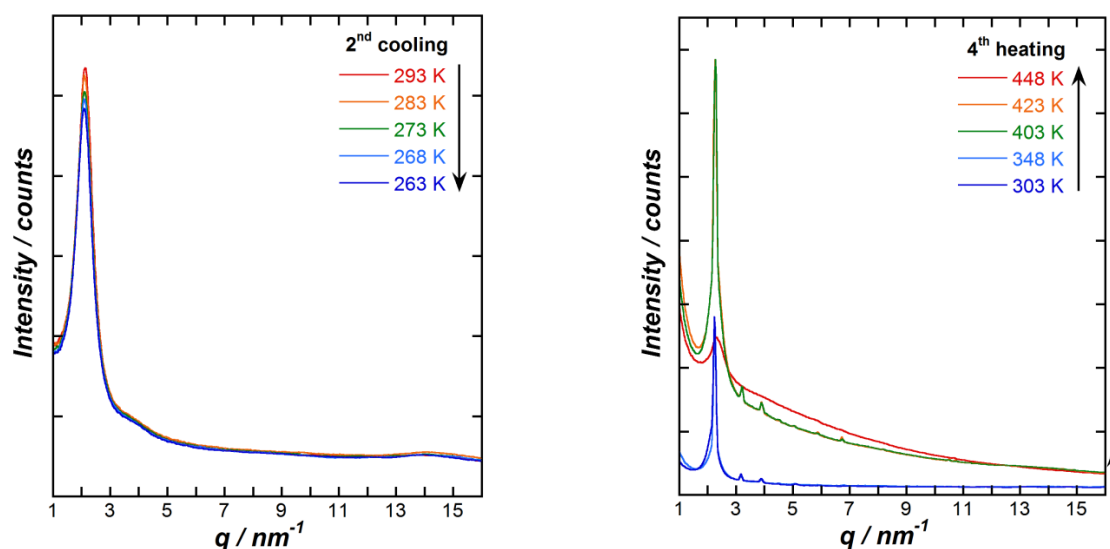 2nd cooling
293 K
283 K
273 K
268 K
263 K
Intensity / counts
1 3 5 7 9 11 13 15
q / nm-1
4th heating
448 K
423 K
403 K
348 K
303 K
Intensity / counts
1 3 5 7 9 11 13 15
q / nm-1